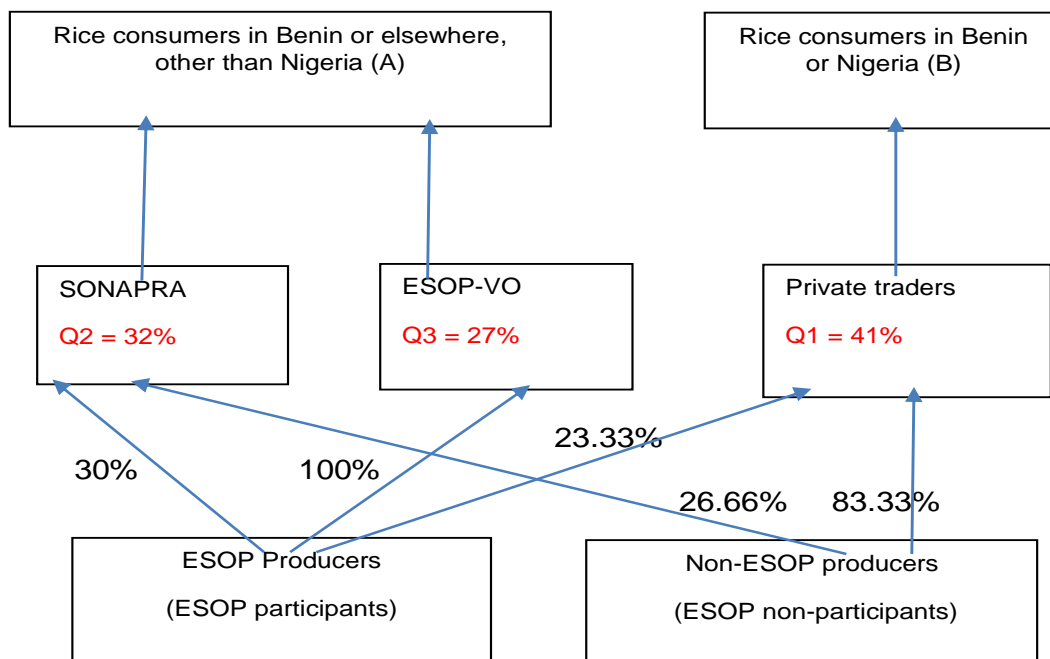 Rice consumers in Benin or elsewhere,
other than Nigeria (A)
Rice consumers in Benin
or Nigeria (B)
SONAPRA
Q2 = 32%
ESOP-VO
Q3 = 27%
Private traders
Q1 = 41%
30%
100%
23.33%
26.66%
83.33%
ESOP Producers
(ESOP participants)
Non-ESOP producers
(ESOP non-participants)